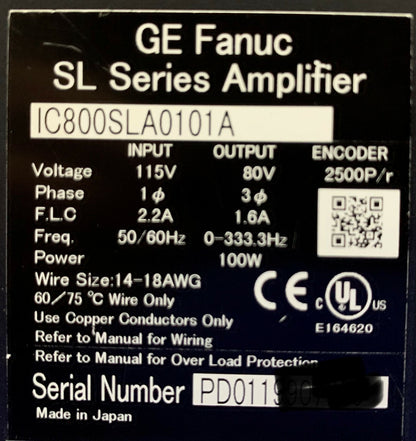 GE Fanuc
SL Series Amplifier
IC800SLA0101A
INPUT OUTPUT ENCODER
Voltage 115V 80V 2500P/r
Phase 1ϕ 3ϕ
F.L.C 2.2A 1.6A
Freq. 50/60Hz 0-333.3Hz
Power 100W
Wire Size:14-18AWG
60/75 °C Wire Only
Use Copper Conductors Only
Refer to Manual for Wiring
Refer to Manual for Over Load Protection
CE c UL US
E164620
Serial Number
Made in Japan